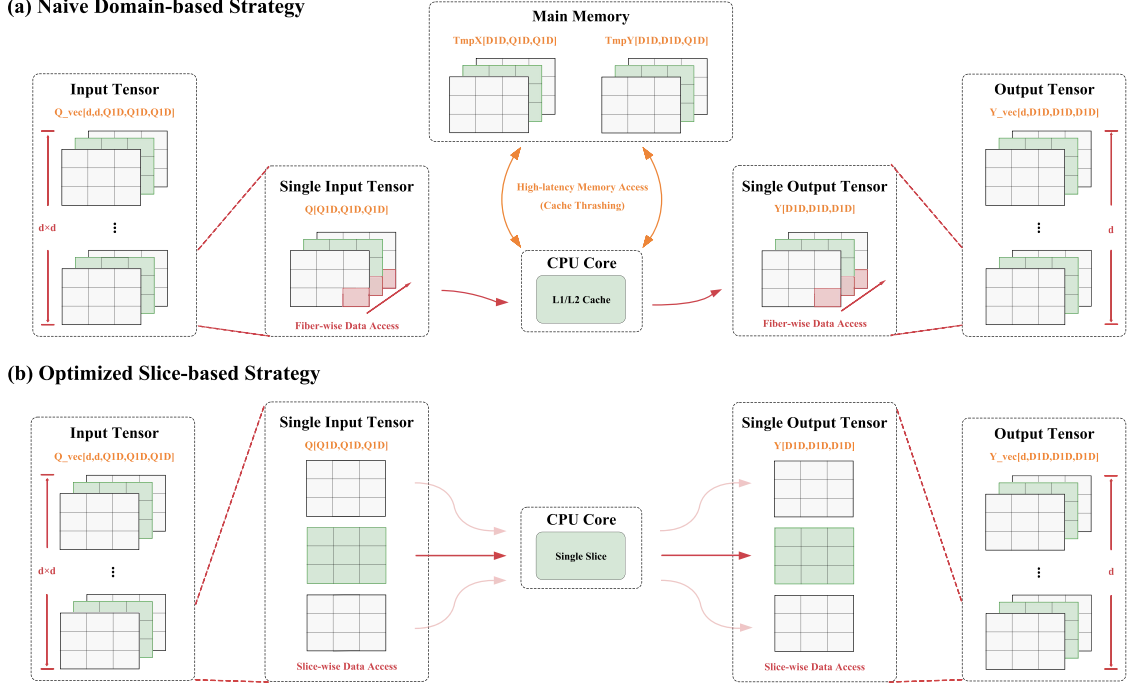 (a) Naive Domain-based Strategy
Main Memory
TmpX[D1D,Q1D,Q1D]
TmpY[D1D,D1D,Q1D]
Input Tensor
Q_vec[d,d,Q1D,Q1D,Q1D]
d×d
...
Single Input Tensor
Q[Q1D,Q1D,Q1D]
Fiber-wise Data Access
High-latency Memory Access
(Cache Thrashing)
CPU Core
L1/L2 Cache
Single Output Tensor
Y[D1D,D1D,D1D]
Fiber-wise Data Access
Output Tensor
Y_vec[d,D1D,D1D,D1D]
...
d
(b) Optimized Slice-based Strategy
Input Tensor
Q_vec[d,d,Q1D,Q1D,Q1D]
d×d
...
Single Input Tensor
Q[Q1D,Q1D,Q1D]
Slice-wise Data Access
CPU Core
Single Slice
Single Output Tensor
Y[D1D,D1D,D1D]
Slice-wise Data Access
Output Tensor
Y_vec[d,D1D,D1D,D1D]
...
d